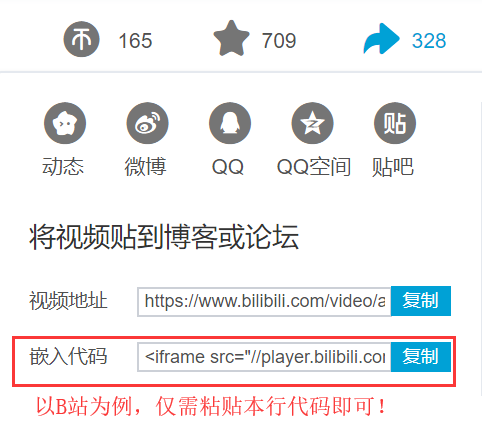 165 709 328
贴
动态 微博 QQ QQ空间 贴吧
将视频贴到博客或论坛
视频地址 https://www.bilibili.com/video/a 复制
嵌入代码 <iframe src="//player.bilibili.com 复制
以B站为例，仅需粘贴本行代码即可！